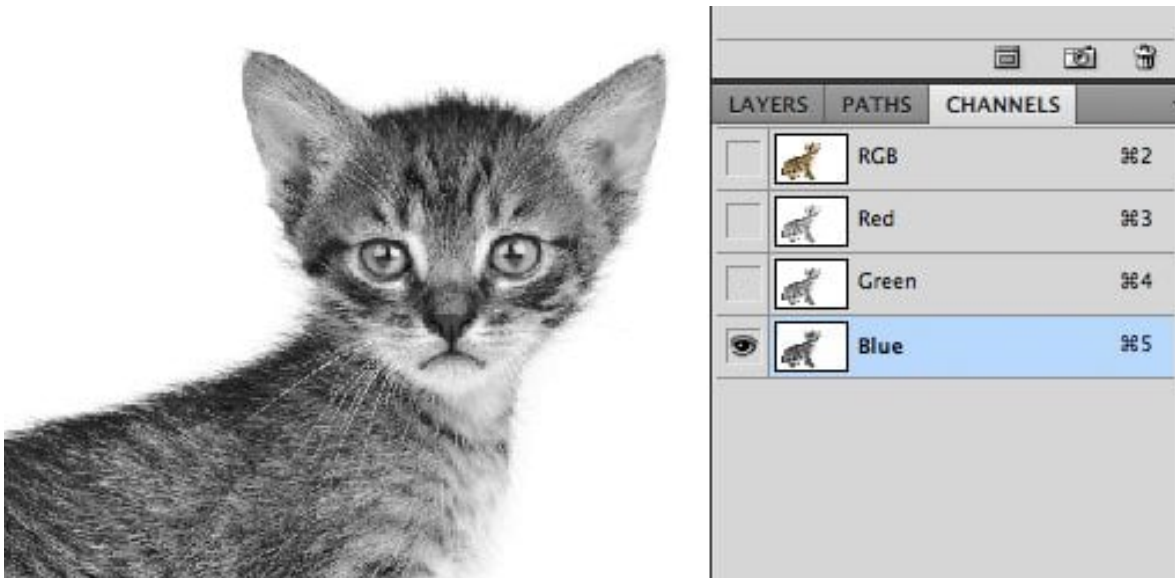 LAYERS PATHS CHANNELS
RGB ⌘2
Red ⌘3
Green ⌘4
Blue ⌘5